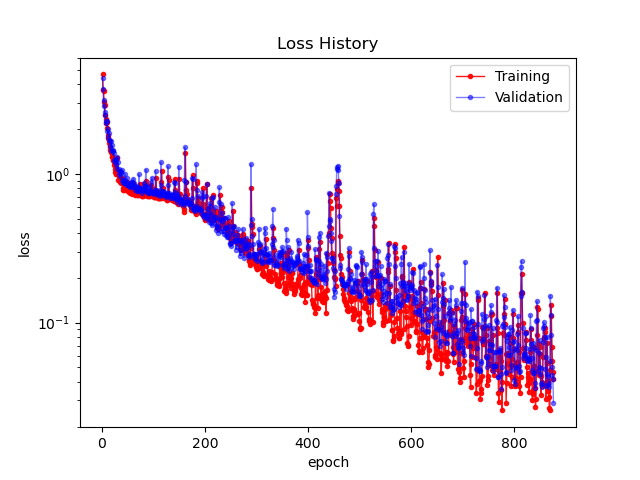 Loss History
Training
Validation
10⁰
10⁻¹
loss
0 200 400 600 800
epoch